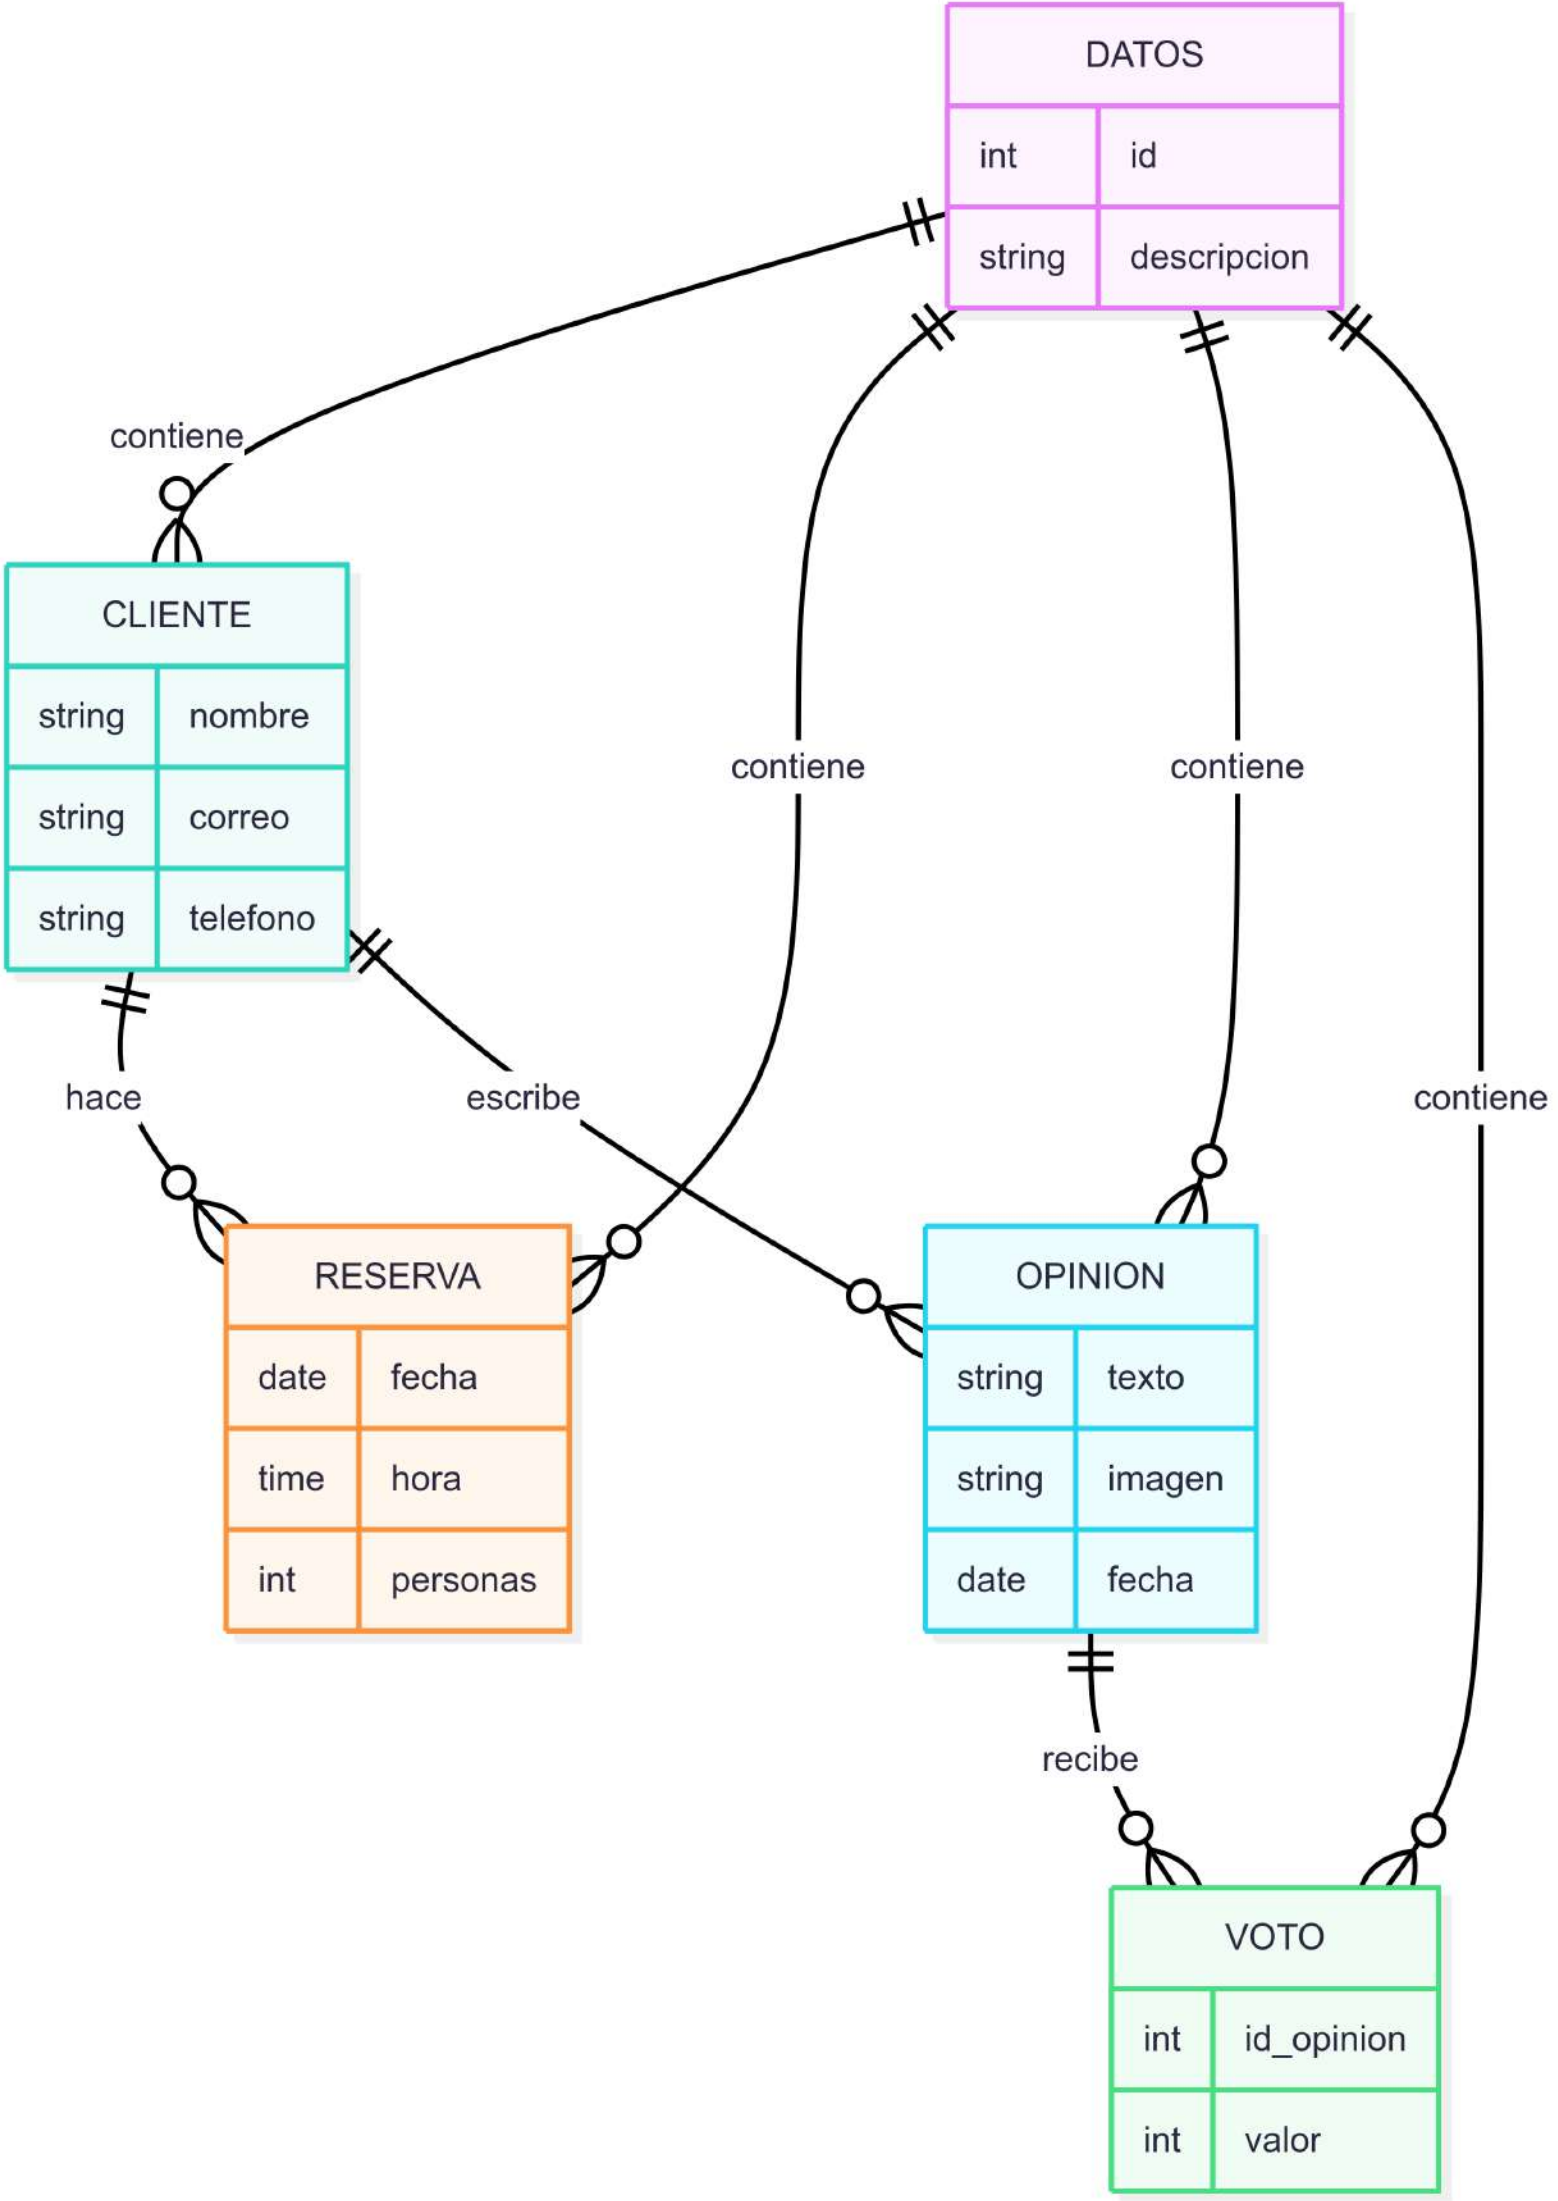 DATOS
int id
string descripcion
contiene
CLIENTE
string nombre
string correo
string telefono
contiene
contiene
hace
escribe
contiene
RESERVA
date fecha
time hora
int personas
OPINION
string texto
string imagen
date fecha
recibe
VOTO
int id_opinion
int valor